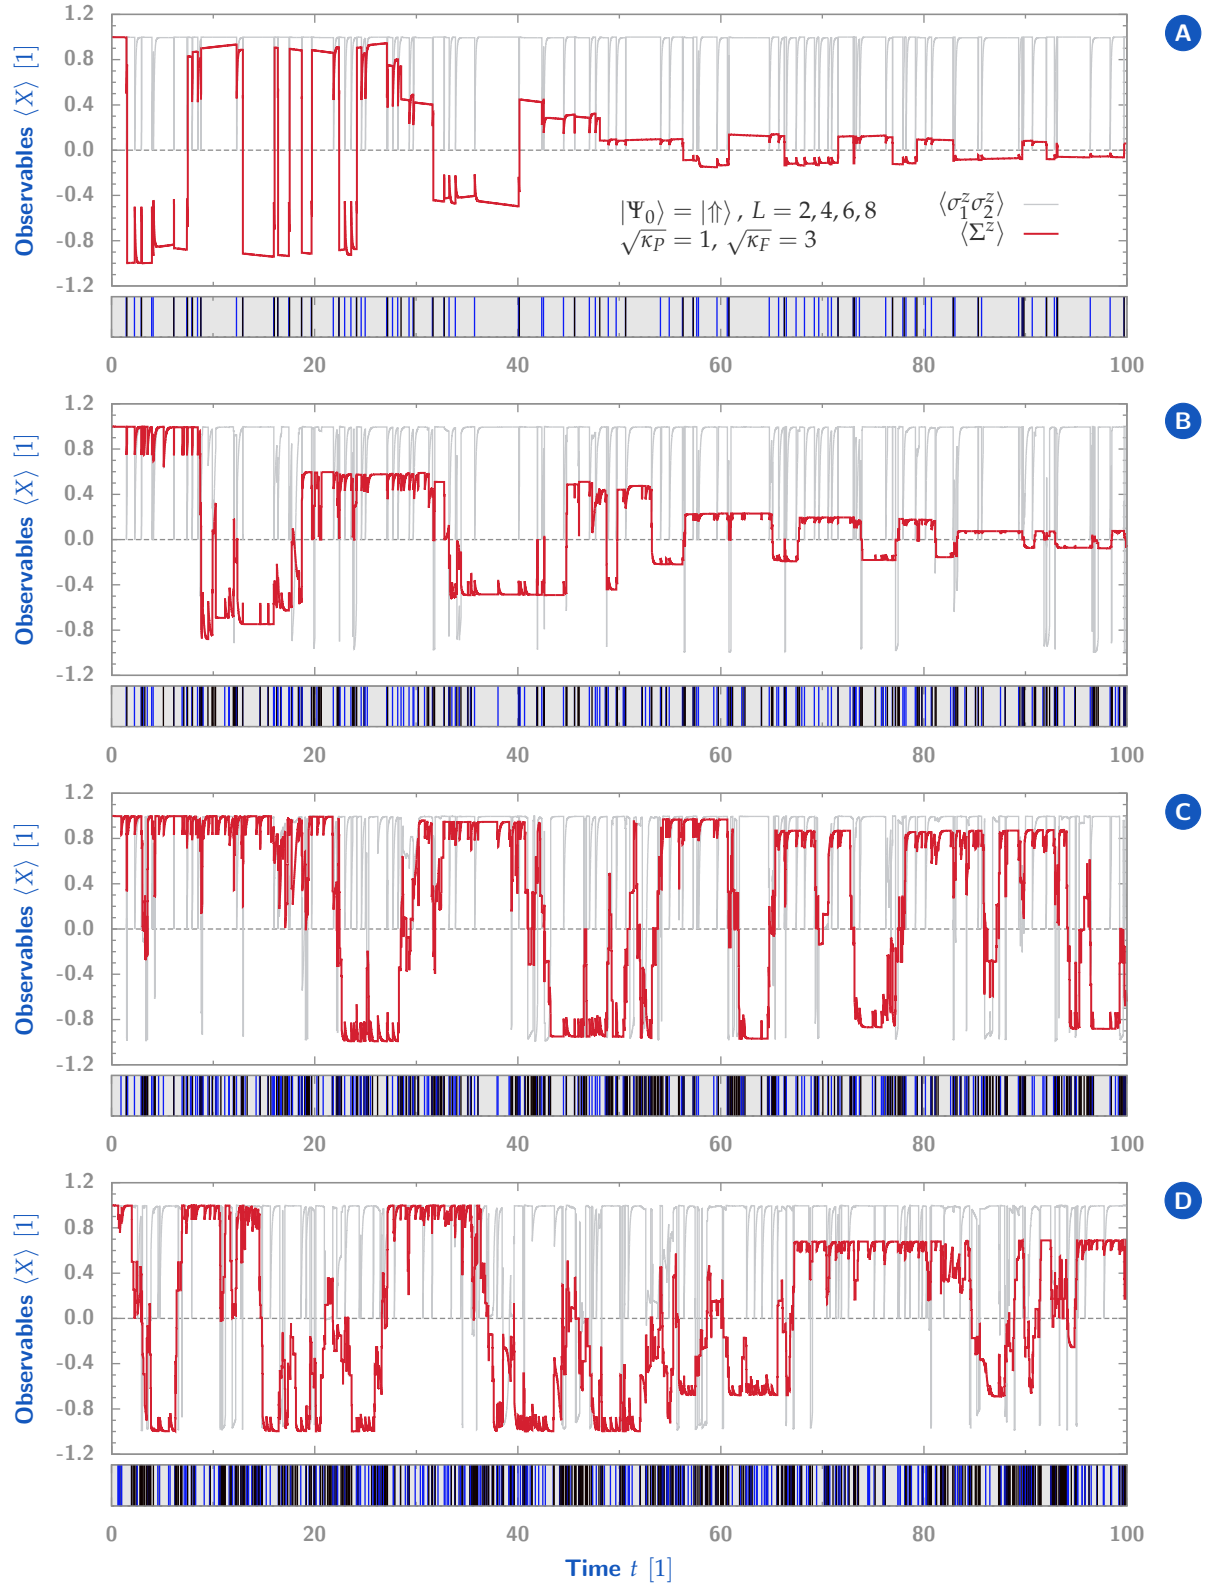 1.2
0.8
0.4
0.0
-0.4
-0.8
-1.2
Observables ⟨X⟩ [1]
A
|Ψ₀⟩ = |⇑⟩, L = 2, 4, 6, 8
√κ_P = 1, √κ_F = 3
⟨σ₁ᶻσ₂ᶻ⟩
⟨Σᶻ⟩
0 20 40 60 80 100
1.2
0.8
0.4
0.0
-0.4
-0.8
-1.2
Observables ⟨X⟩ [1]
B
0 20 40 60 80 100
1.2
0.8
0.4
0.0
-0.4
-0.8
-1.2
Observables ⟨X⟩ [1]
C
0 20 40 60 80 100
1.2
0.8
0.4
0.0
-0.4
-0.8
-1.2
Observables ⟨X⟩ [1]
D
0 20 40 60 80 100
Time t [1]